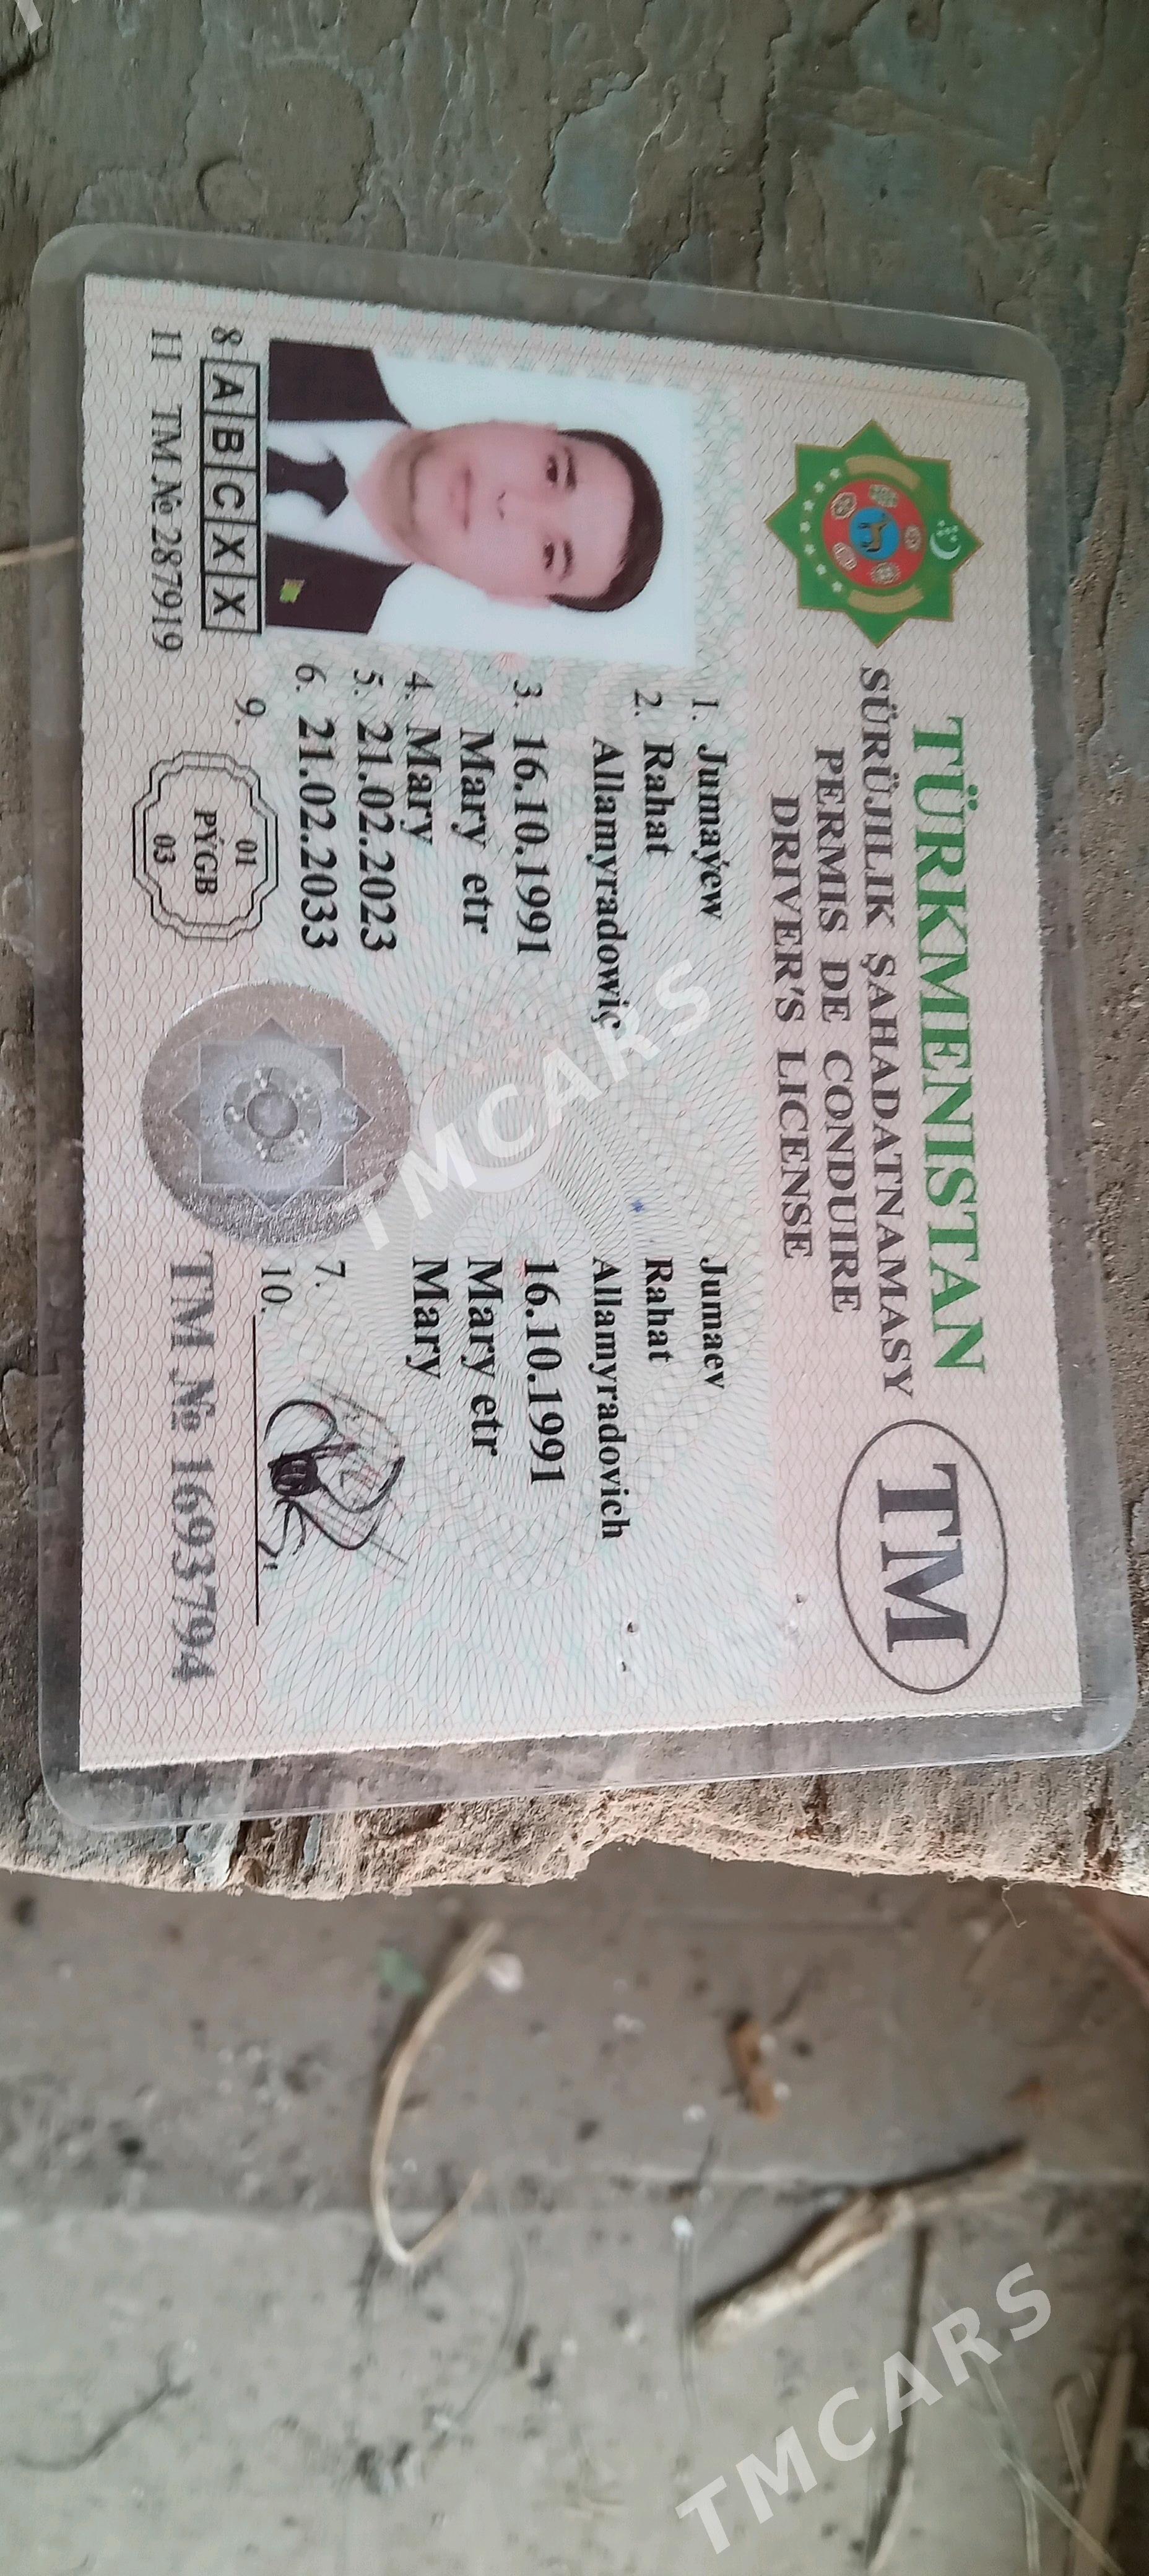 TÜRKMENISTAN
SÜRÜJILIK ŞAHADATNAMASY
PERMIS DE CONDUIRE
DRIVER'S LICENSE
TM
1. Jumaýew Jumaev
2. Rahat Rahat
Allamyradowiç Allamyradovich
3. 16.10.1991 16.10.1991
Mary etr Mary etr
4. Mary Mary
5. 21.02.2023
6. 21.02.2033
7.
8 A B C X X
9. 01
PÝGB
03
10.
11 TM № 287919
TM № 1693794
TMCARS
TMCARS